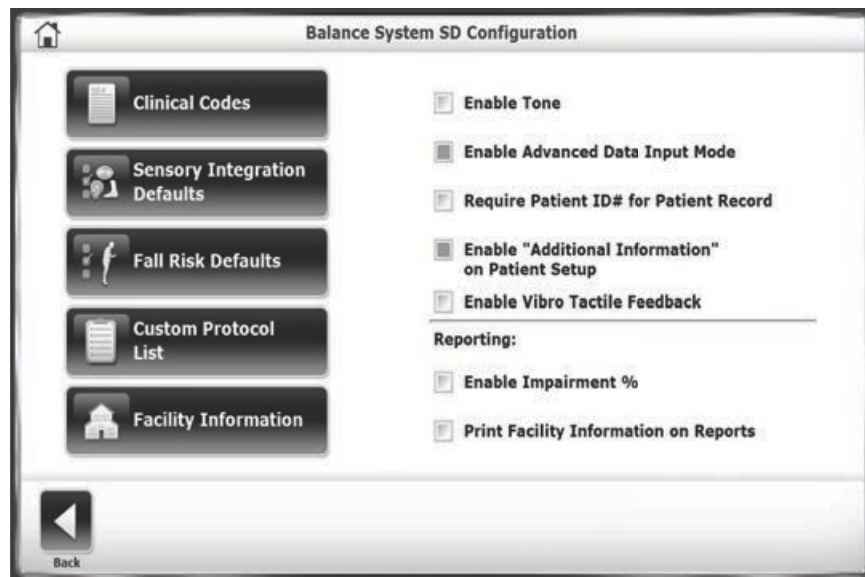 Balance System SD Configuration
Clinical Codes
Sensory Integration
Defaults
Fall Risk Defaults
Custom Protocol
List
Facility Information
Enable Tone
Enable Advanced Data Input Mode
Require Patient ID# for Patient Record
Enable "Additional Information"
on Patient Setup
Enable Vibro Tactile Feedback
Reporting:
Enable Impairment %
Print Facility Information on Reports
Back